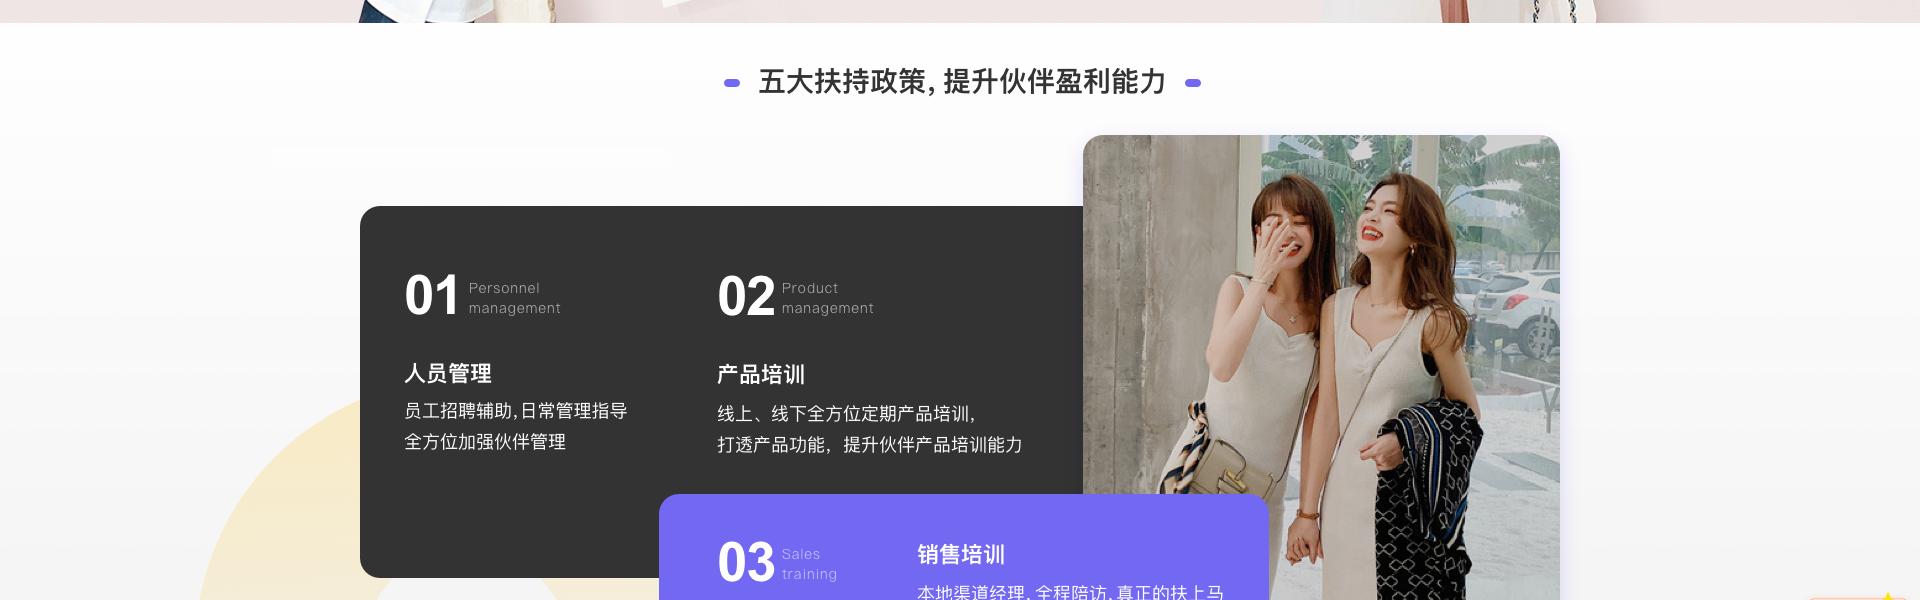 五大扶持政策, 提升伙伴盈利能力
01
Personnel
management
人员管理
员工招聘辅助,日常管理指导
全方位加强伙伴管理
02
Product
management
产品培训
线上、线下全方位定期产品培训,
打透产品功能, 提升伙伴产品培训能力
03
Sales
training
销售培训
本地渠道经理, 全程陪访, 真正的扶上马